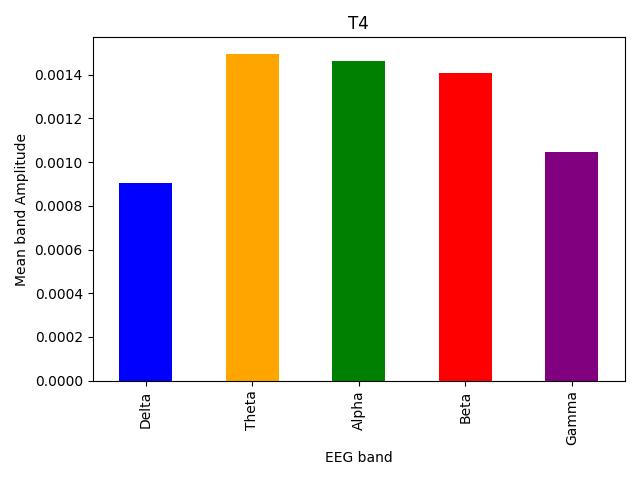 T4
Mean band Amplitude
0.0014
0.0012
0.0010
0.0008
0.0006
0.0004
0.0002
0.0000
Delta
Theta
Alpha
Beta
Gamma
EEG band